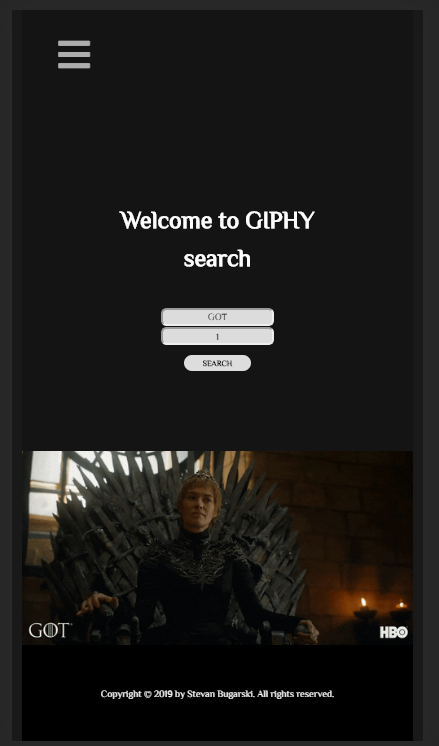 Welcome to GIPHY
search
GOT
1
SEARCH
GOT
HBO
Copyright © 2019 by Stevan Bugarski. All rights reserved.